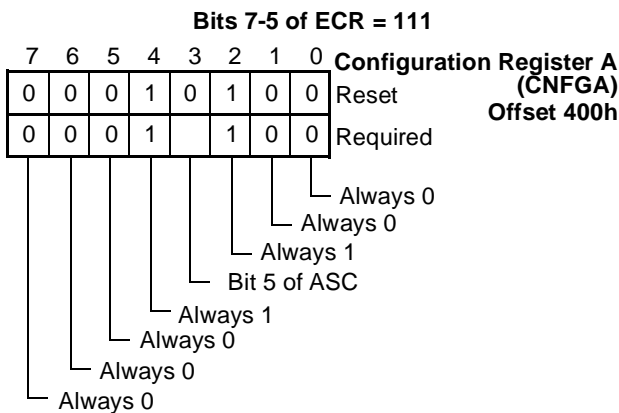 Bits 7-5 of ECR = 111
7 6 5 4 3 2 1 0 Configuration Register A
(CNFGA)
Offset 400h
0 0 0 1 0 1 0 0 Reset
0 0 0 1 1 0 0 Required
Always 0
Always 0
Always 1
Bit 5 of ASC
Always 1
Always 0
Always 0
Always 0